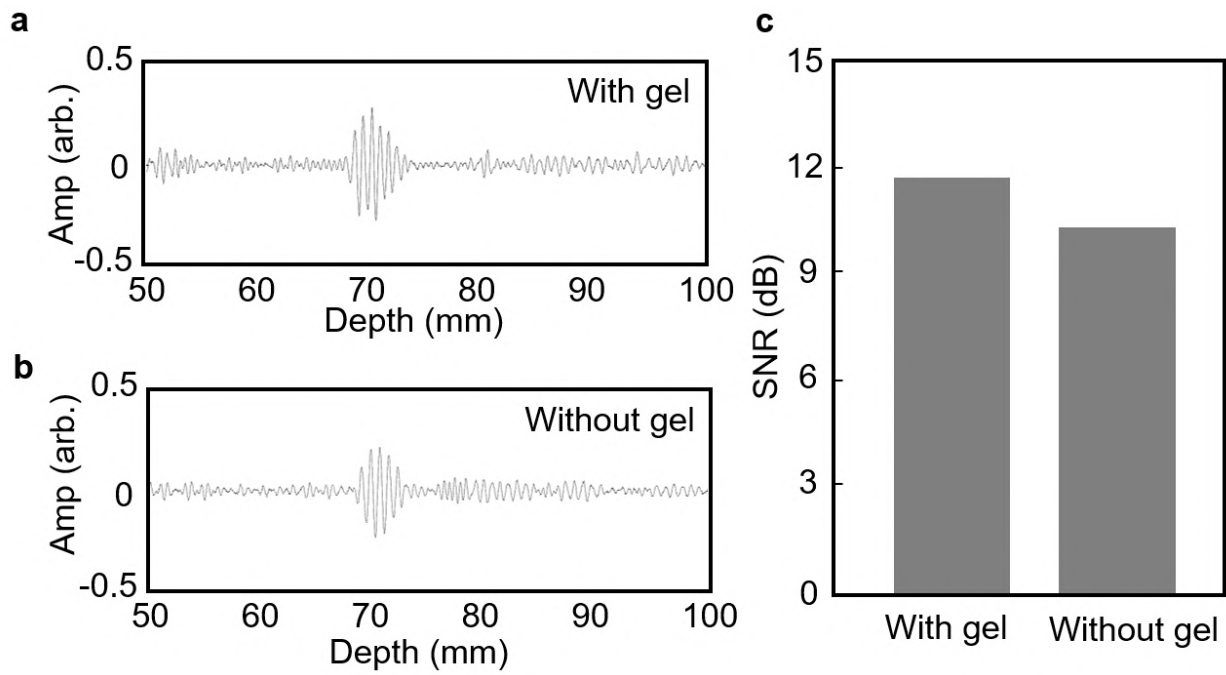 a
0.5
With gel
Amp (arb.)
0
-0.5
50 60 70 80 90 100
Depth (mm)
b
0.5
Without gel
Amp (arb.)
0
-0.5
50 60 70 80 90 100
Depth (mm)
c
15
12
9
6
3
0
SNR (dB)
With gel Without gel